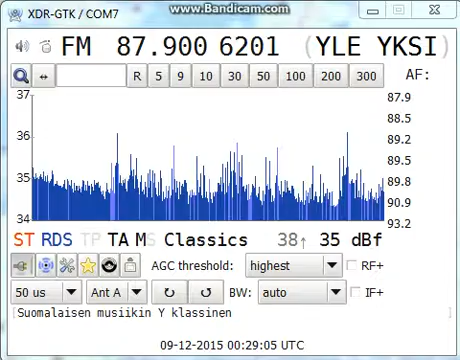 www.Bandicam.com
XDR-GTK / COM7
FM 87.900 6201 (YLE YKSI)
R 5 9 10 30 50 100 200 300 AF:
37
36
35
34
87.9
88.5
89.2
89.5
89.8
90.9
93.2
ST RDS TP TA MS Classics 38↑ 35 dBf
AGC threshold: highest RF+
50 us Ant A BW: auto IF+
[Suomalaisen musiikin Y klassinen ]
09-12-2015 00:29:05 UTC